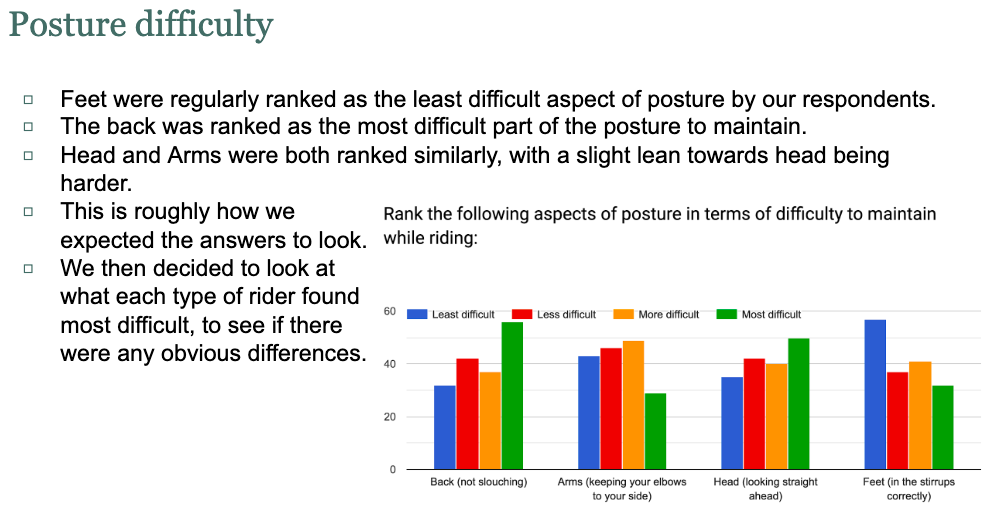 Posture difficulty
Feet were regularly ranked as the least difficult aspect of posture by our respondents.
The back was ranked as the most difficult part of the posture to maintain.
Head and Arms were both ranked similarly, with a slight lean towards head being
harder.
This is roughly how we
expected the answers to look.
We then decided to look at
what each type of rider found
most difficult, to see if there
were any obvious differences.
Rank the following aspects of posture in terms of difficulty to maintain
while riding:
Least difficult Less difficult More difficult Most difficult
60
40
20
0
Back (not slouching)
Arms (keeping your elbows
to your side)
Head (looking straight
ahead)
Feet (in the stirrups
correctly)